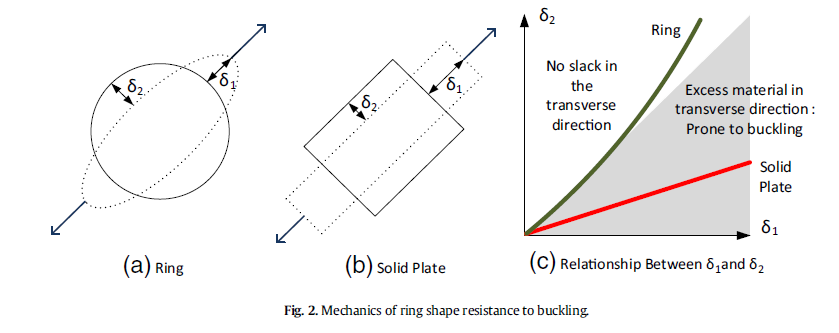 δ2
δ1
(a) Ring
δ2
δ1
(b) Solid Plate
δ2
Ring
No slack in
the
transverse
direction
Excess material in
transverse direction :
Prone to buckling
Solid
Plate
δ1
(c) Relationship Between δ1and δ2
Fig. 2. Mechanics of ring shape resistance to buckling.